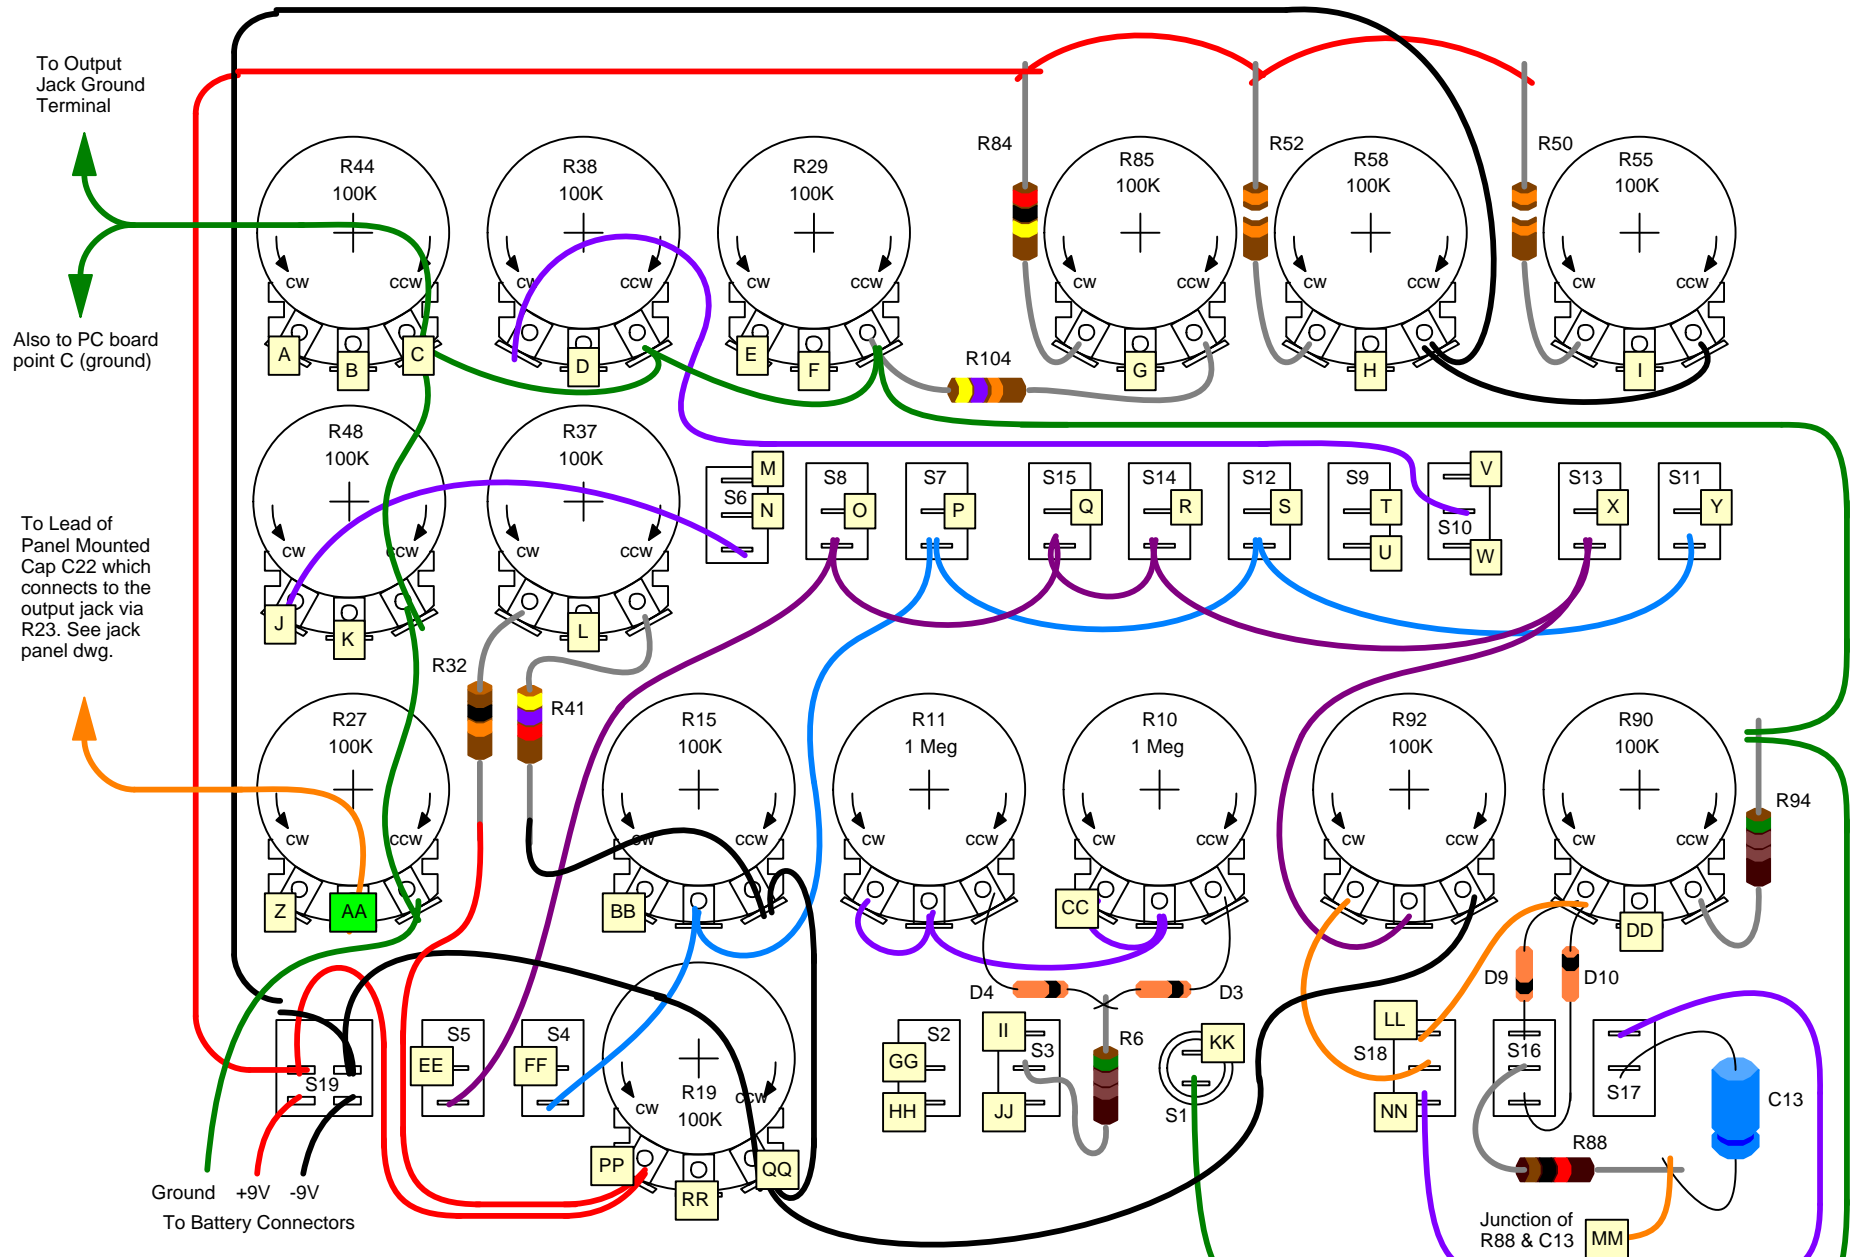 To Output
Jack Ground
Terminal
Also to PC board
point C (ground)
R44
100K
cw
ccw
A
B
C
R38
100K
cw
ccw
D
R29
100K
cw
ccw
E
F
R104
R84
R85
100K
cw
ccw
G
R52
R58
100K
cw
ccw
H
R50
R55
100K
cw
ccw
I
To Lead of
Panel Mounted
Cap C22 which
connects to the
output jack via
R23. See jack
panel dwg.
R48
100K
cw
ccw
J
K
R37
100K
cw
ccw
L
M
S6
N
S8
O
S7
P
S15
Q
S14
R
S12
S
S9
T
U
V
S10
W
S13
X
S11
Y
R32
R41
R27
100K
cw
ccw
Z
AA
R15
100K
cw
ccw
BB
R11
1 Meg
cw
ccw
R10
1 Meg
cw
ccw
CC
R92
100K
cw
ccw
R90
100K
cw
ccw
DD
R94
D4
D3
D9
D10
S19
S5
EE
S4
FF
R19
100K
cw
ccw
PP
RR
QQ
S2
GG
HH
II
S3
JJ
R6
KK
S1
LL
S18
NN
S16
S17
C13
R88
Junction of
R88 & C13
MM
Ground
+9V
-9V
To Battery Connectors